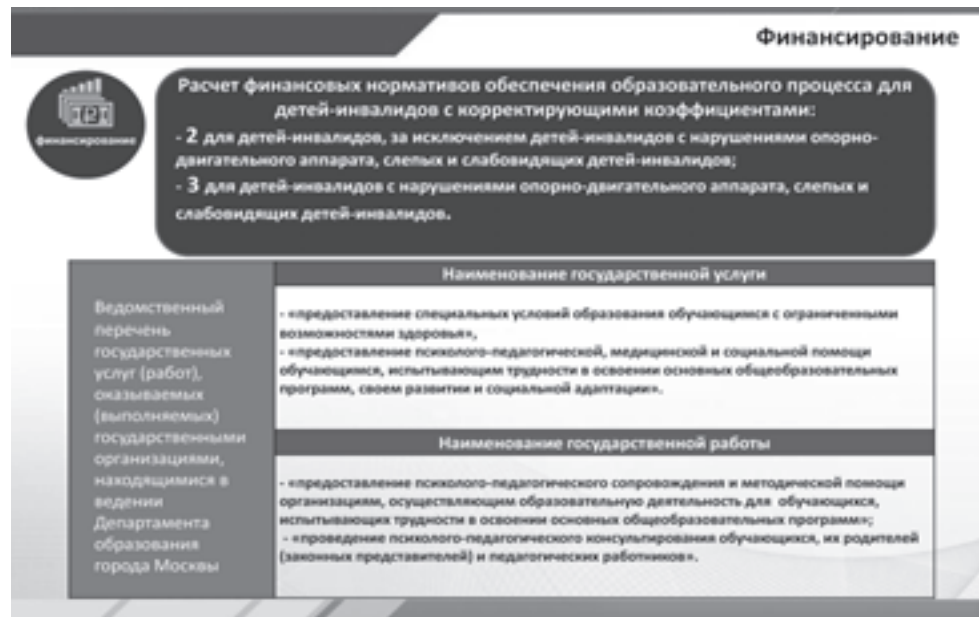 Финансирование
финансирование
Расчет финансовых нормативов обеспечения образовательного процесса для
детей-инвалидов с корректирующими коэффициентами:
- 2 для детей-инвалидов, за исключением детей-инвалидов с нарушениями опорно-
двигательного аппарата, слепых и слабовидящих детей-инвалидов;
- 3 для детей-инвалидов с нарушениями опорно-двигательного аппарата, слепых и
слабовидящих детей-инвалидов.
Ведомственный
перечень
государственных
услуг (работ),
оказываемых
(выполняемых)
государственными
организациями,
находящимися в
ведении
Департамента
образования
города Москвы
Наименование государственной услуги
- «предоставление специальных условий образования обучающимся с ограниченными
возможностями здоровья»,
- «предоставление психолого-педагогической, медицинской и социальной помощи
обучающимся, испытывающим трудности в освоении основных общеобразовательных
программ, своем развитии и социальной адаптации».
Наименование государственной работы
- «предоставление психолого-педагогического сопровождения и методической помощи
организациям, осуществляющим образовательную деятельность для обучающихся,
испытывающих трудности в освоении основных общеобразовательных программ»;
- «проведение психолого-педагогического консультирования обучающихся, их родителей
(законных представителей) и педагогических работников».